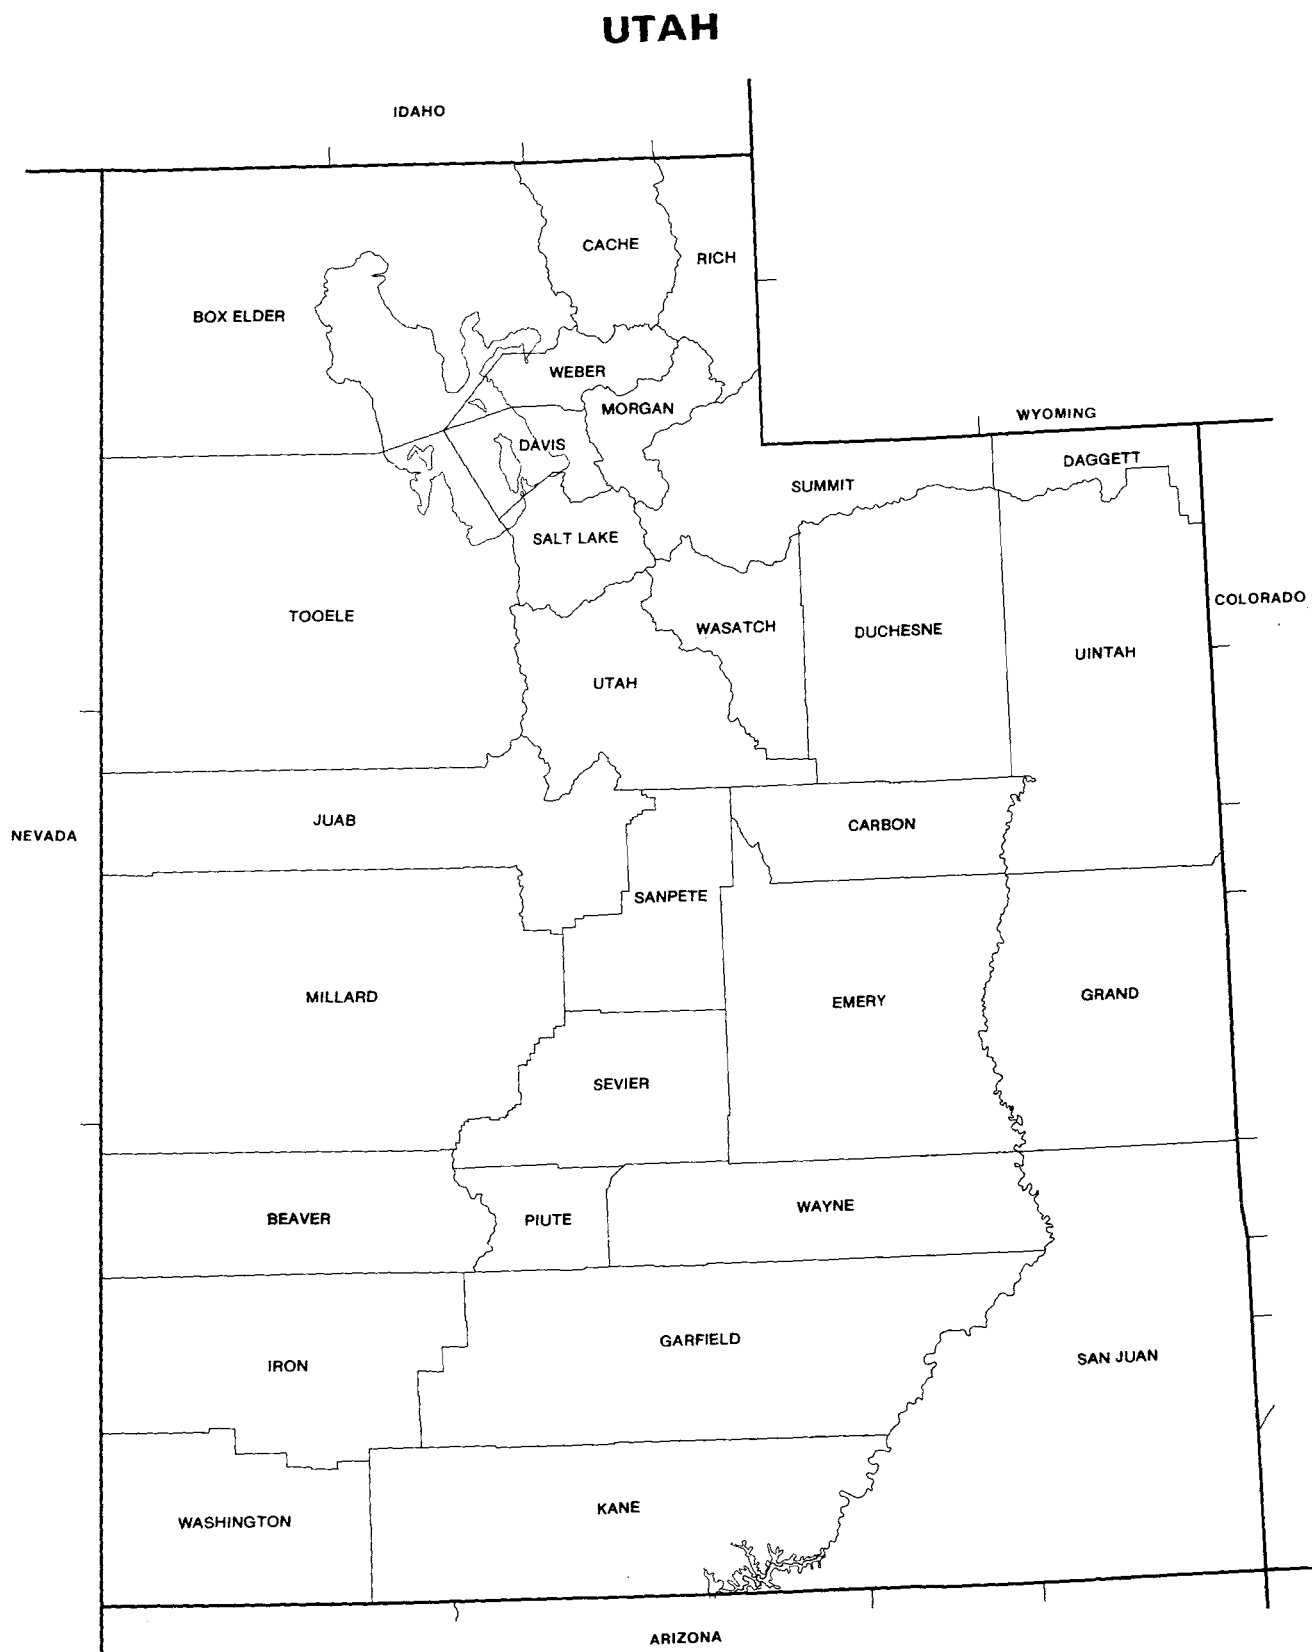 UTAH
IDAHO
CACHE
RICH
BOX ELDER
WEBER
MORGAN
WYOMING
DAVIS
DAGGETT
SUMMIT
SALT LAKE
COLORADO
TOOELE
WASATCH
DUCHESNE
UINTAH
UTAH
JUAB
CARBON
NEVADA
SANPETE
MILLARD
EMERY
GRAND
SEVIER
BEAVER
PIUTE
WAYNE
GARFIELD
IRON
SAN JUAN
KANE
WASHINGTON
ARIZONA